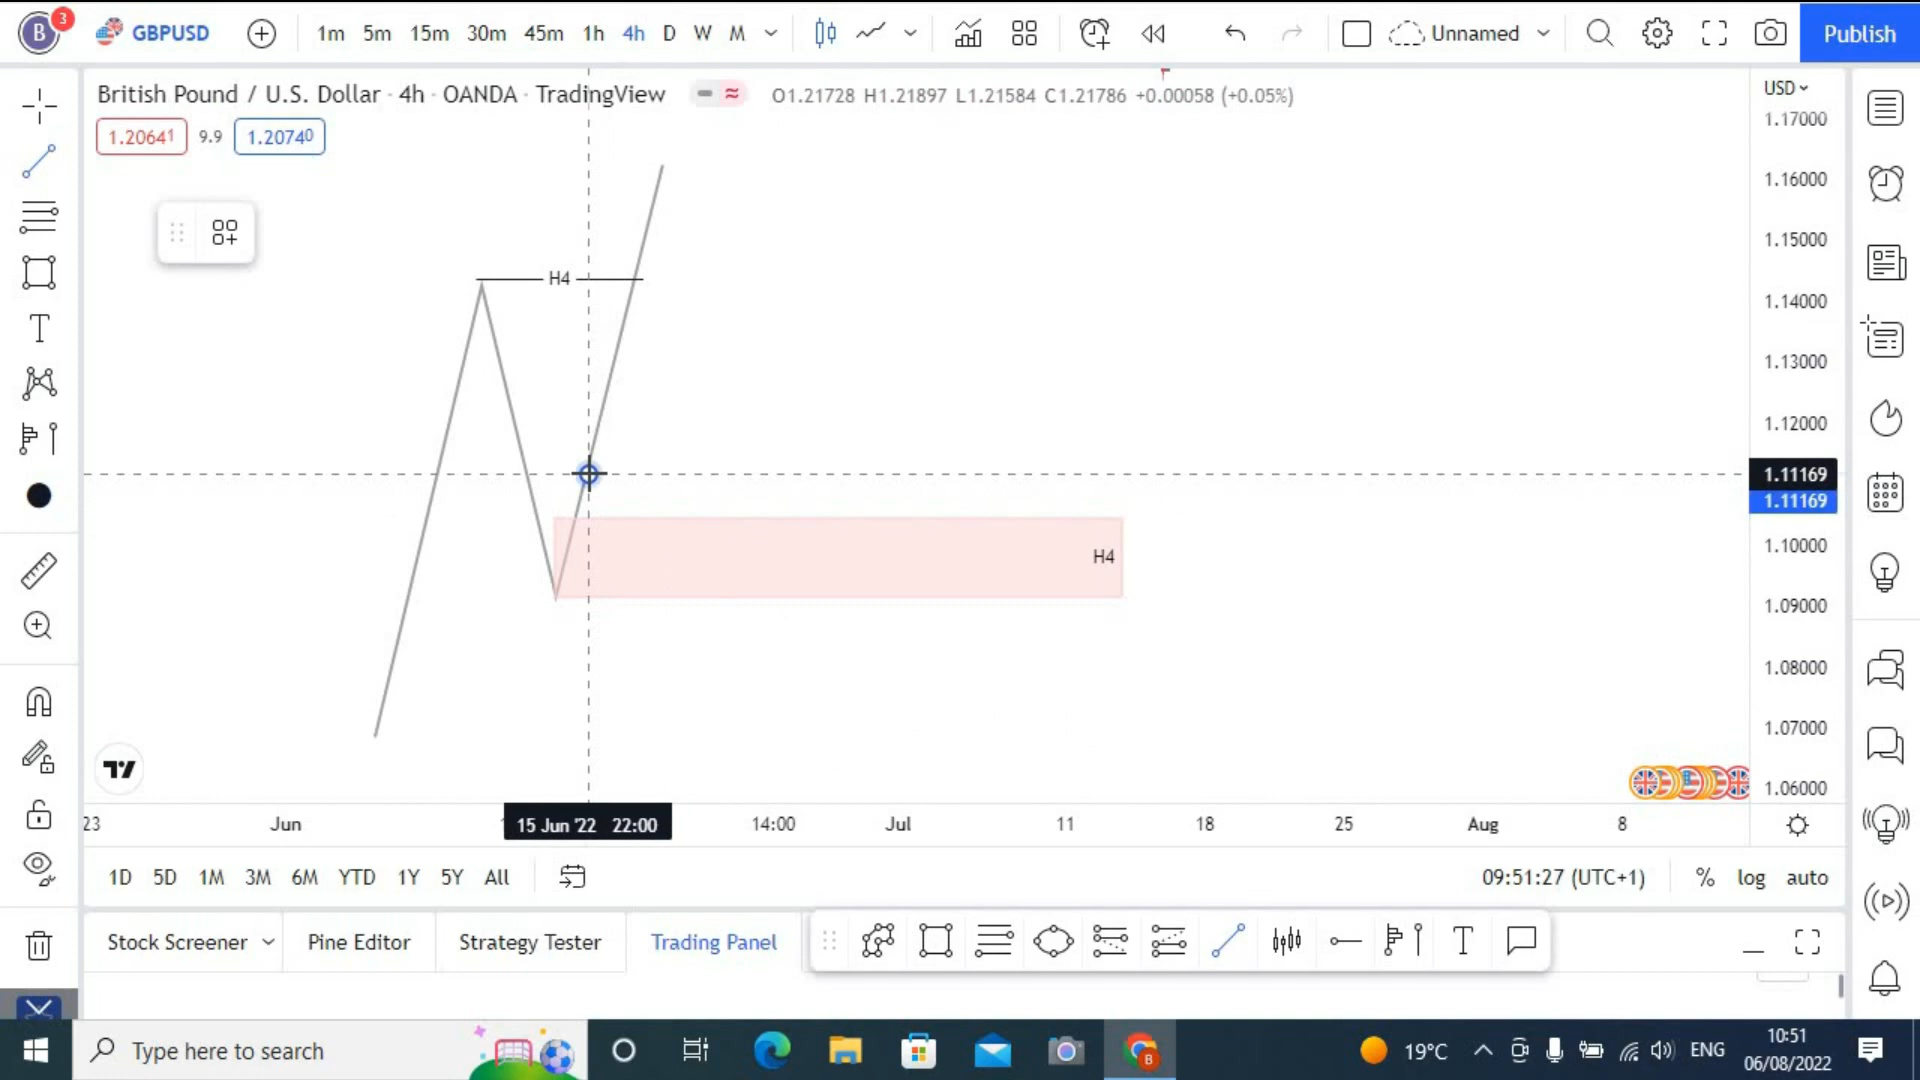 B 3 GBPUSD 1m 5m 15m 30m 45m 1h 4h D W M Unnamed Publish
British Pound / U.S. Dollar · 4h · OANDA · TradingView O1.21728 H1.21897 L1.21584 C1.21786 +0.00058 (+0.05%) USD
1.20641 9.9 1.20740
1.17000
1.16000
1.15000
H4
1.14000
1.13000
1.12000
1.11169
1.11169
1.10000
H4
1.09000
1.08000
1.07000
1.06000
23 Jun 15 Jun '22 22:00 14:00 Jul 11 18 25 Aug 8
1D 5D 1M 3M 6M YTD 1Y 5Y All 09:51:27 (UTC+1) % log auto
Stock Screener Pine Editor Strategy Tester Trading Panel
Type here to search B 19°C ENG 10:51
06/08/2022